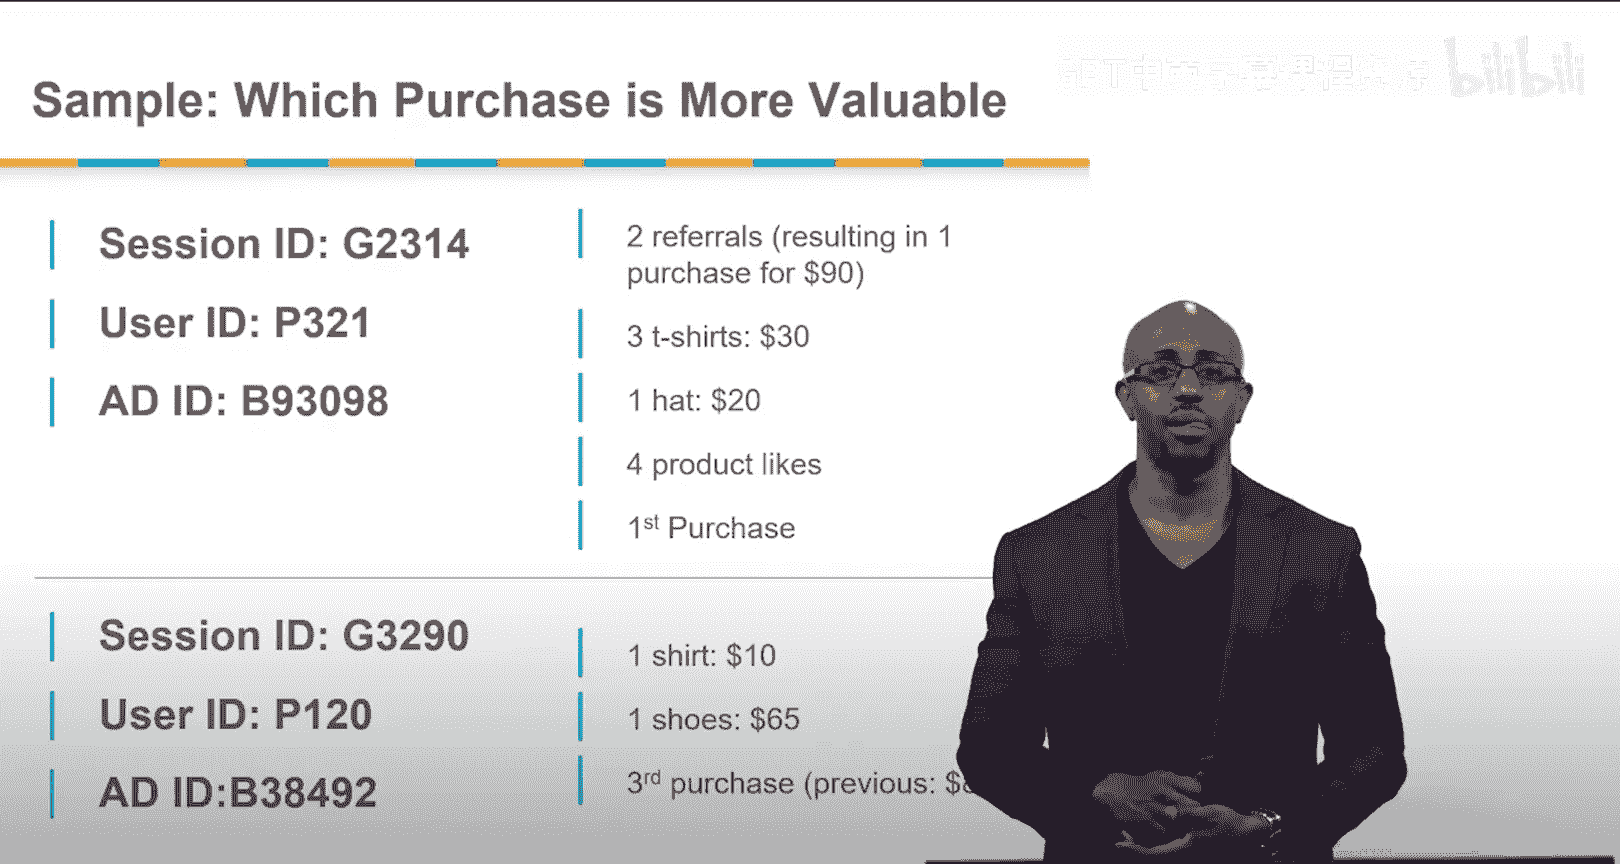 Sample: Which Purchase is More Valuable
Session ID: G2314
User ID: P321
AD ID: B93098
2 referrals (resulting in 1
purchase for $90)
3 t-shirts: $30
1 hat: $20
4 product likes
1st Purchase
Session ID: G3290
User ID: P120
AD ID:B38492
1 shirt: $10
1 shoes: $65
3rd purchase (previous:
bilibili